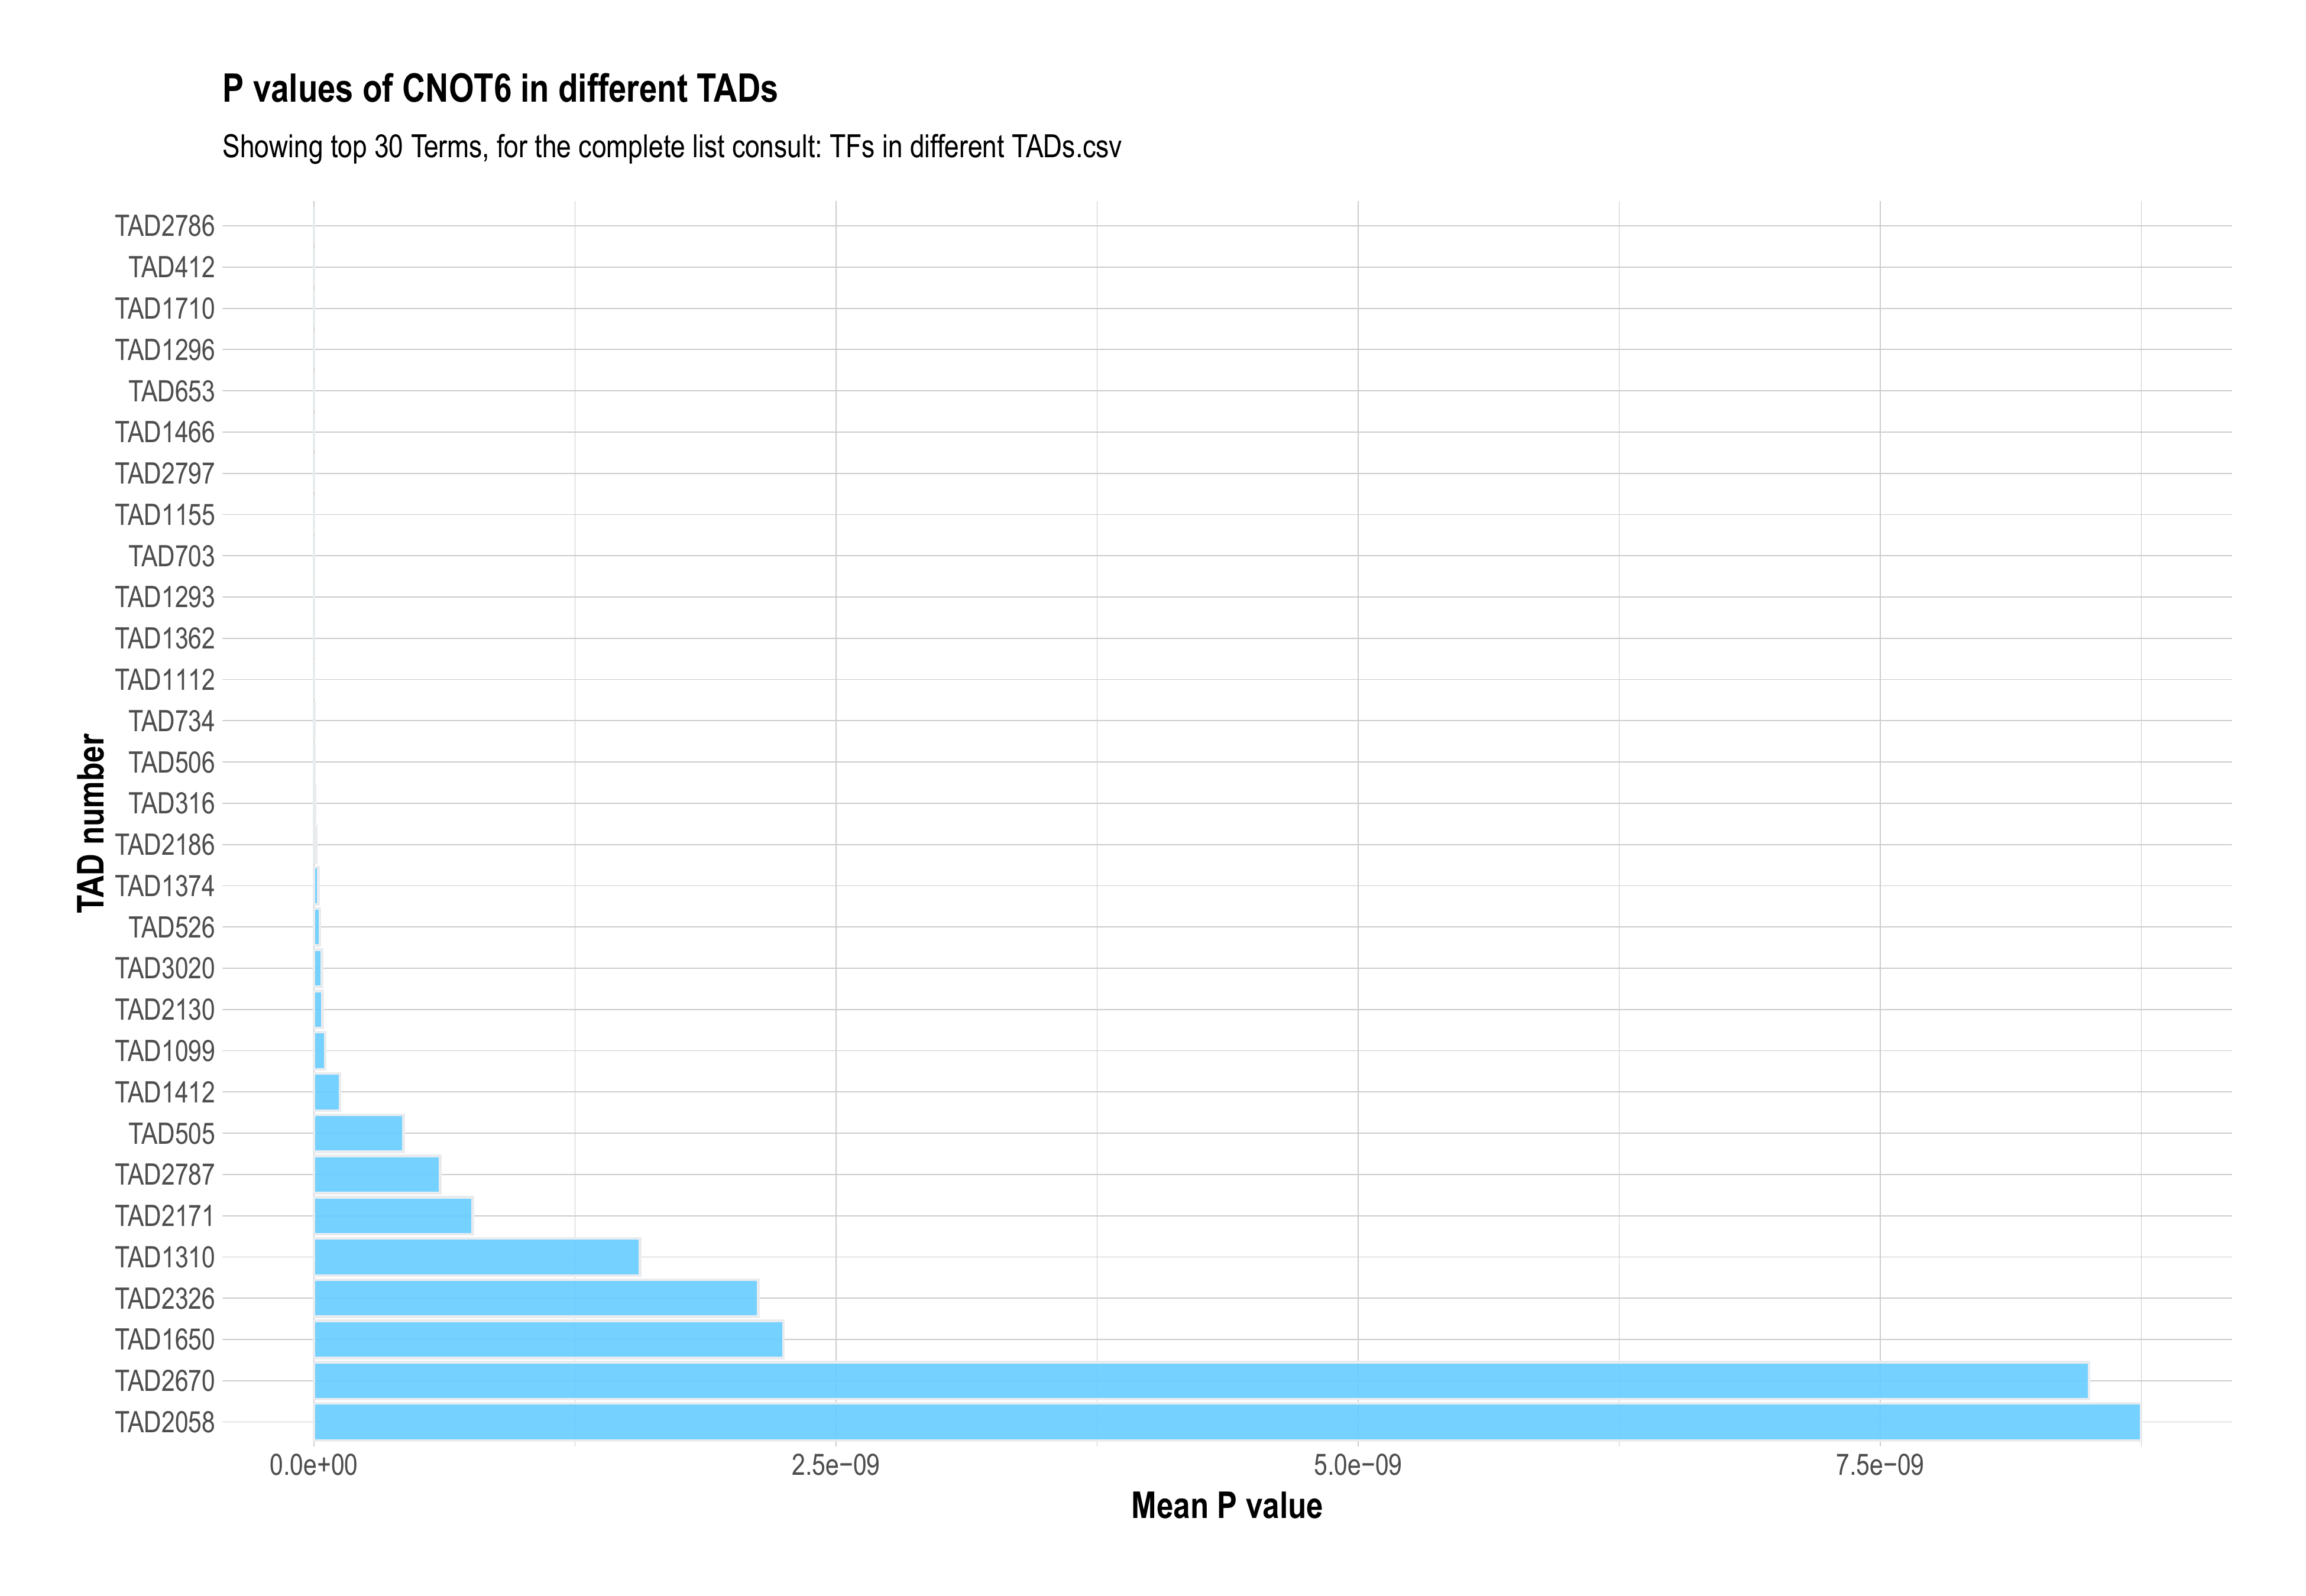 P values of CNOT6 in different TADs
Showing top 30 Terms, for the complete list consult: TFs in different TADs.csv
TAD2786
TAD412
TAD1710
TAD1296
TAD653
TAD1466
TAD2797
TAD1155
TAD703
TAD1293
TAD1362
TAD1112
TAD734
TAD506
TAD316
TAD2186
TAD1374
TAD526
TAD3020
TAD2130
TAD1099
TAD1412
TAD505
TAD2787
TAD2171
TAD1310
TAD2326
TAD1650
TAD2670
TAD2058
TAD number
0.0e+00 2.5e−09 5.0e−09 7.5e−09
Mean P value